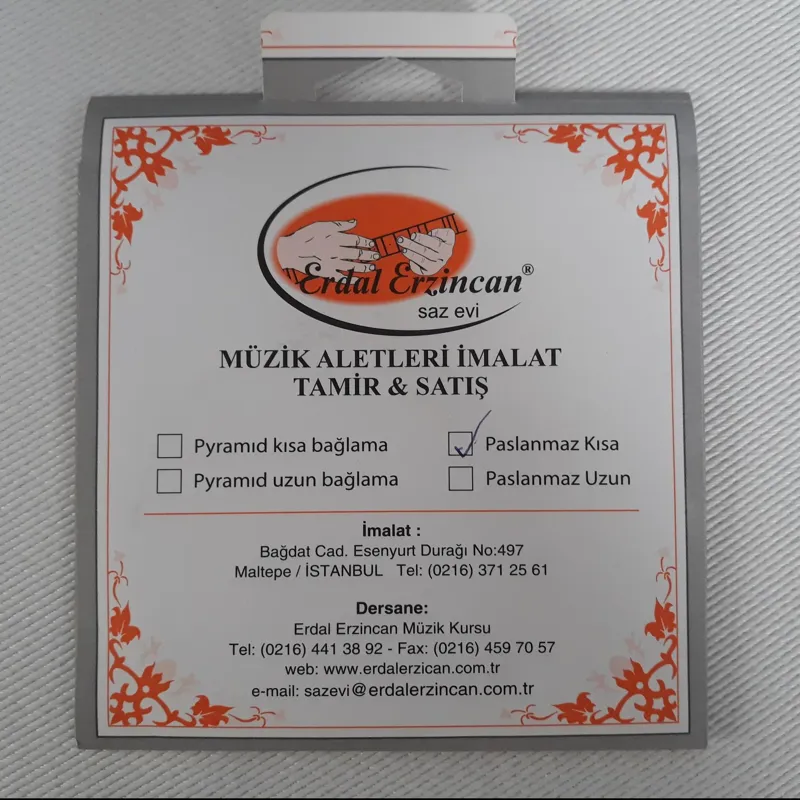 Erdal Erzincan®
saz evi
MÜZİK ALETLERİ İMALAT
TAMİR & SATIŞ
Pyramıd kısa bağlama
Paslanmaz Kısa
Pyramıd uzun bağlama
Paslanmaz Uzun
İmalat :
Bağdat Cad. Esenyurt Durağı No:497
Maltepe / İSTANBUL Tel: (0216) 371 25 61
Dersane:
Erdal Erzincan Müzik Kursu
Tel: (0216) 441 38 92 - Fax: (0216) 459 70 57
web: www.erdalerzican.com.tr
e-mail: sazevi@erdalerzincan.com.tr